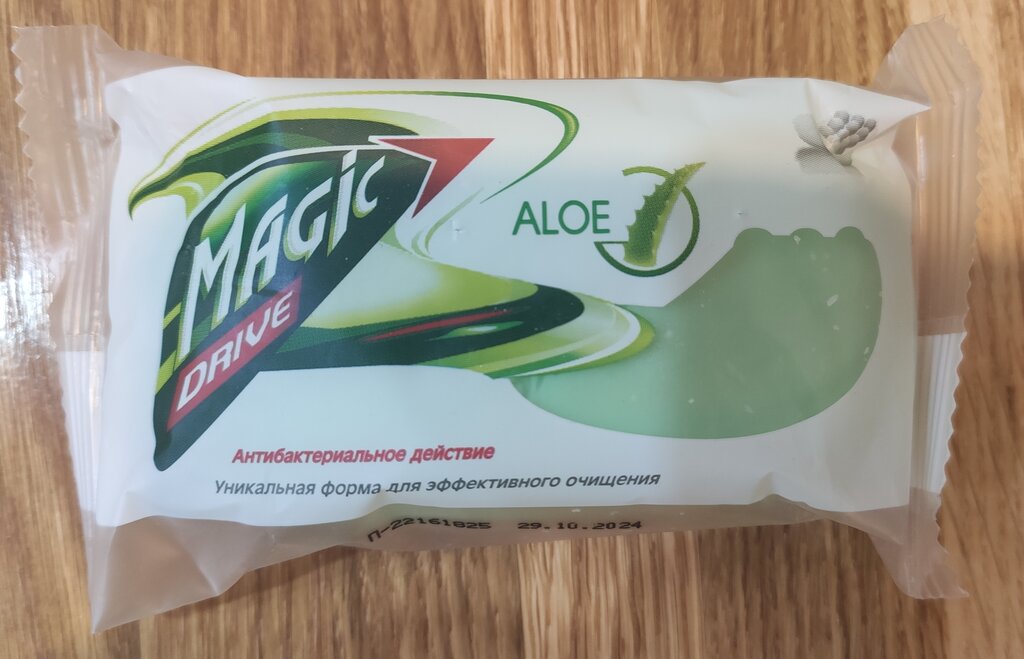 MAGiC
DRIVE
ALOE
Антибактериальное действие
Уникальная форма для эффективного очищения
П-22161825 29.10.2024